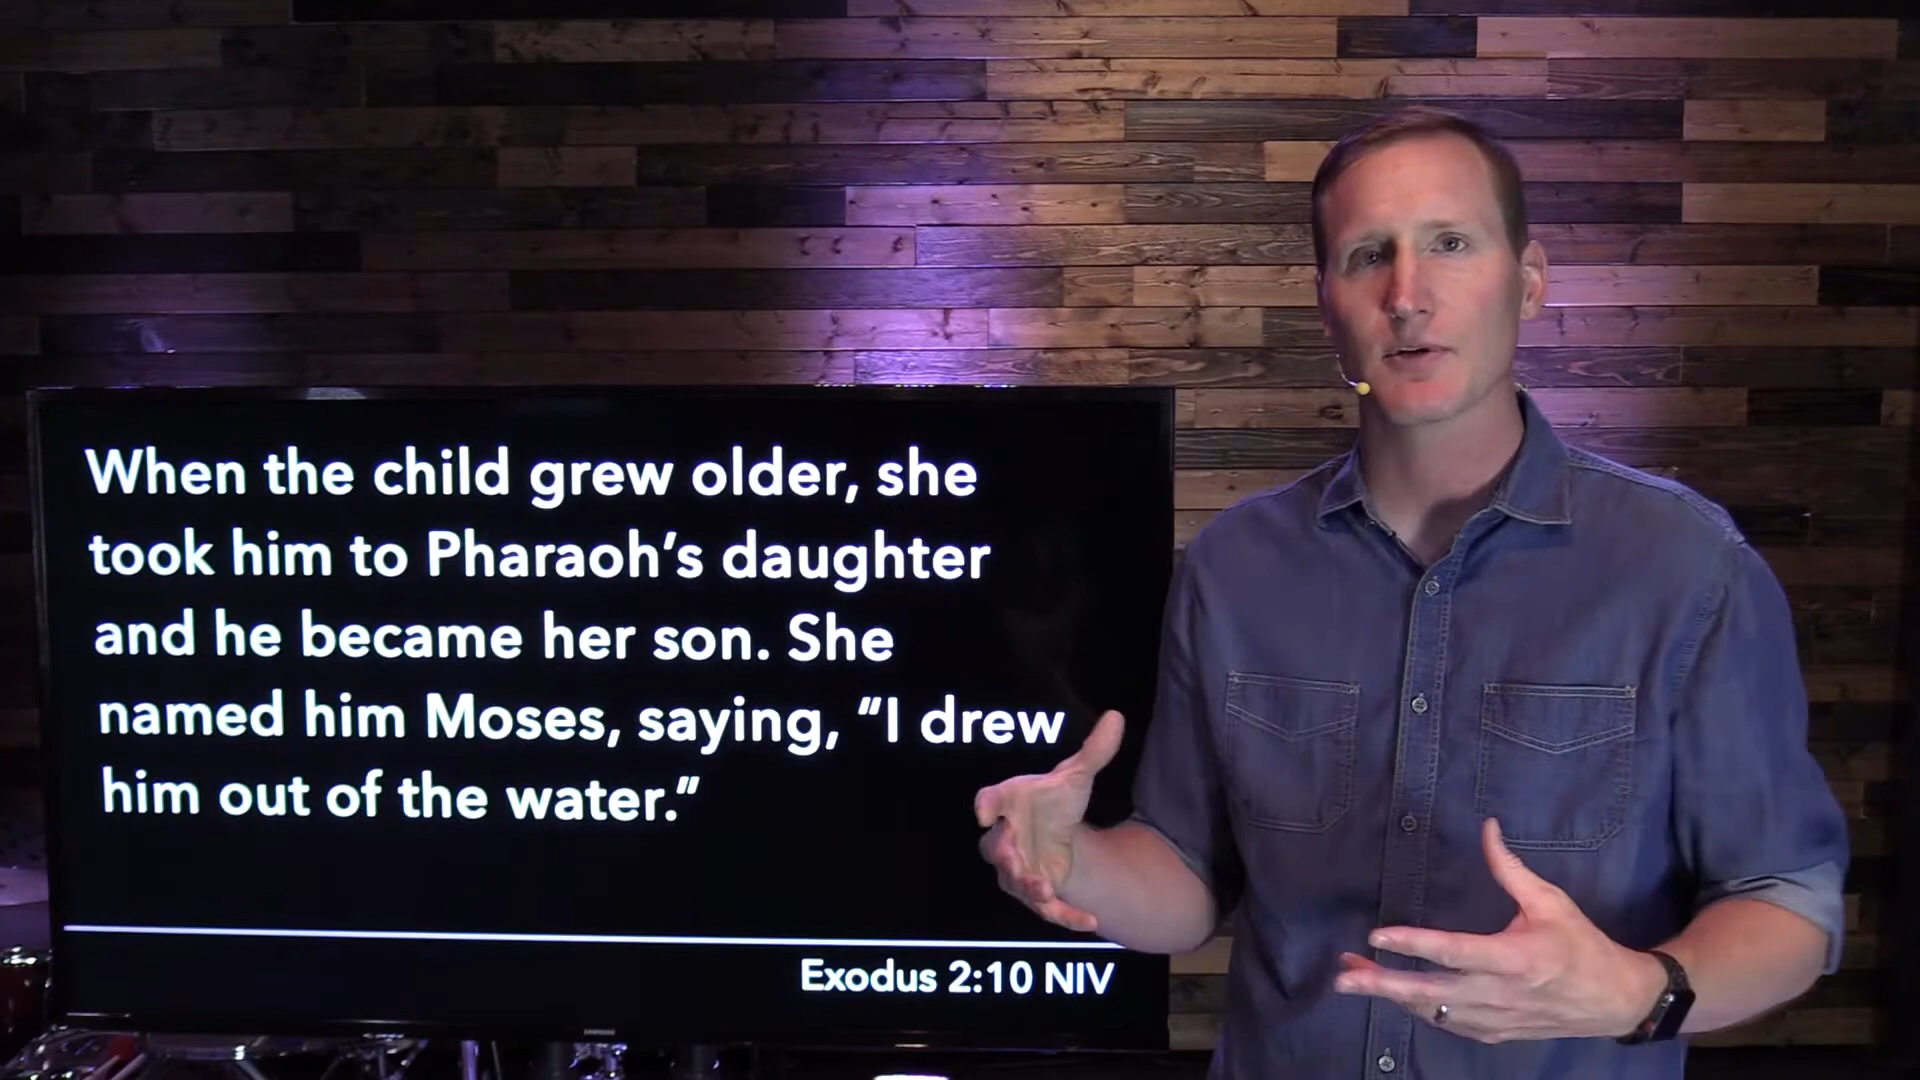 When the child grew older, she
took him to Pharaoh's daughter
and he became her son. She
named him Moses, saying, “I drew
him out of the water.”
Exodus 2:10 NIV
SAMSUNG